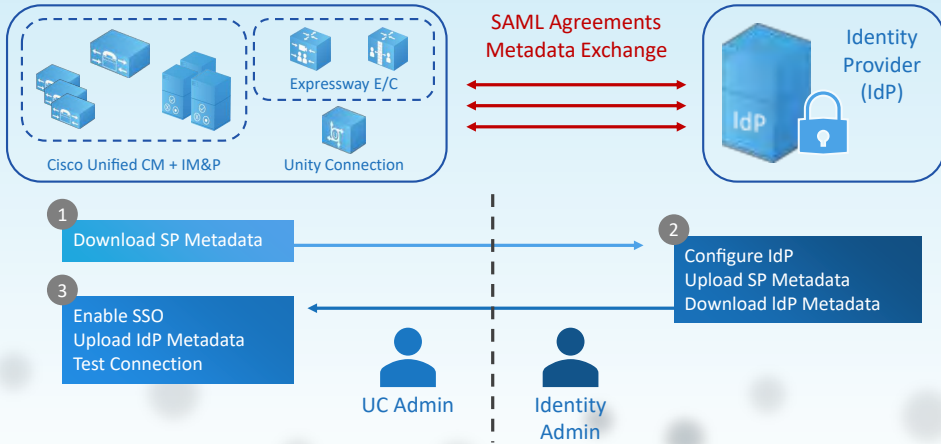 SAML Agreements
Metadata Exchange
Expressway E/C
Cisco Unified CM + IM&P
Unity Connection
Identity
Provider
(IdP)
IdP
1
Download SP Metadata
2
Configure IdP
Upload SP Metadata
Download IdP Metadata
3
Enable SSO
Upload IdP Metadata
Test Connection
UC Admin
Identity
Admin